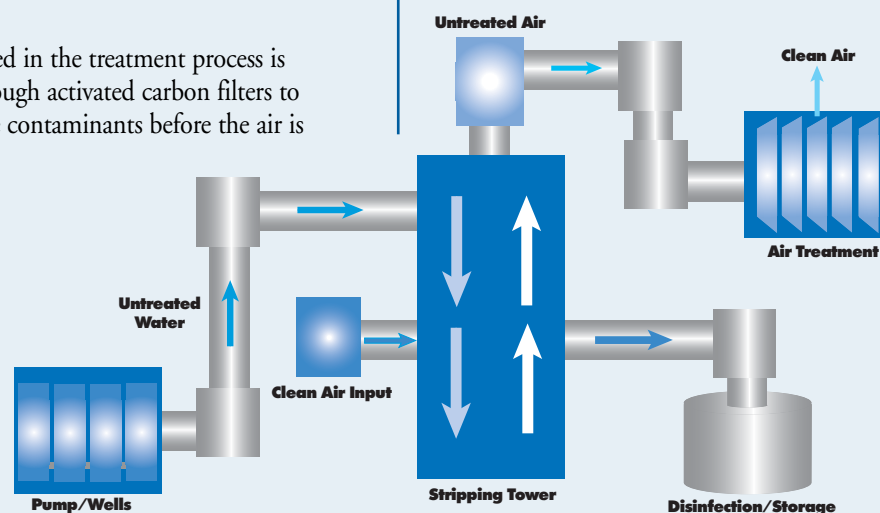 ed in the treatment process is
ough activated carbon filters to
contaminants before the air is
Untreated Air
Clean Air
Air Treatment
Untreated
Water
Clean Air Input
Pump/Wells
Stripping Tower
Disinfection/Storage